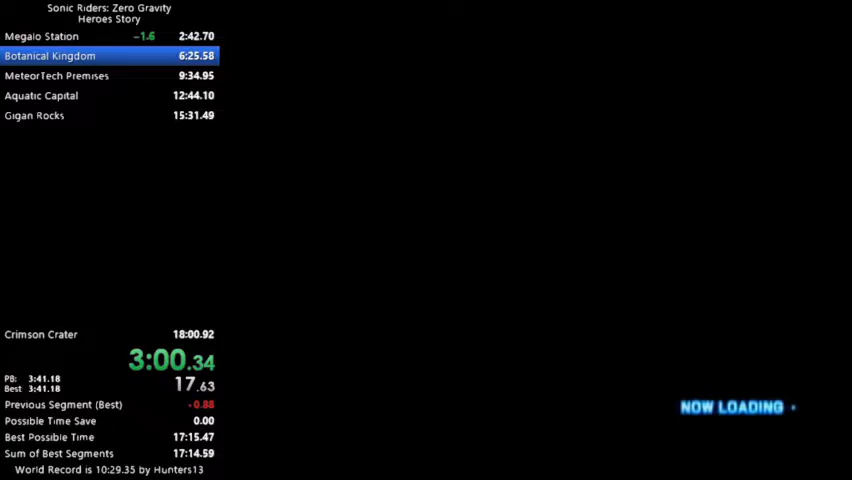 Sonic Riders: Zero Gravity
Heroes Story
Megalo Station -1.6 2:42.70
Botanical Kingdom 6:25.58
MeteorTech Premises 9:34.95
Aquatic Capital 12:44.10
Gigan Rocks 15:31.49
Crimson Crater 18:00.92
3:00.34
PB: 3:41.18
Best 3:41.18
17.63
Previous Segment (Best) -0.88
Possible Time Save 0.00
Best Possible Time 17:15.47
Sum of Best Segments 17:14.59
World Record is 10:29.35 by Hunters13
NOW LOADING